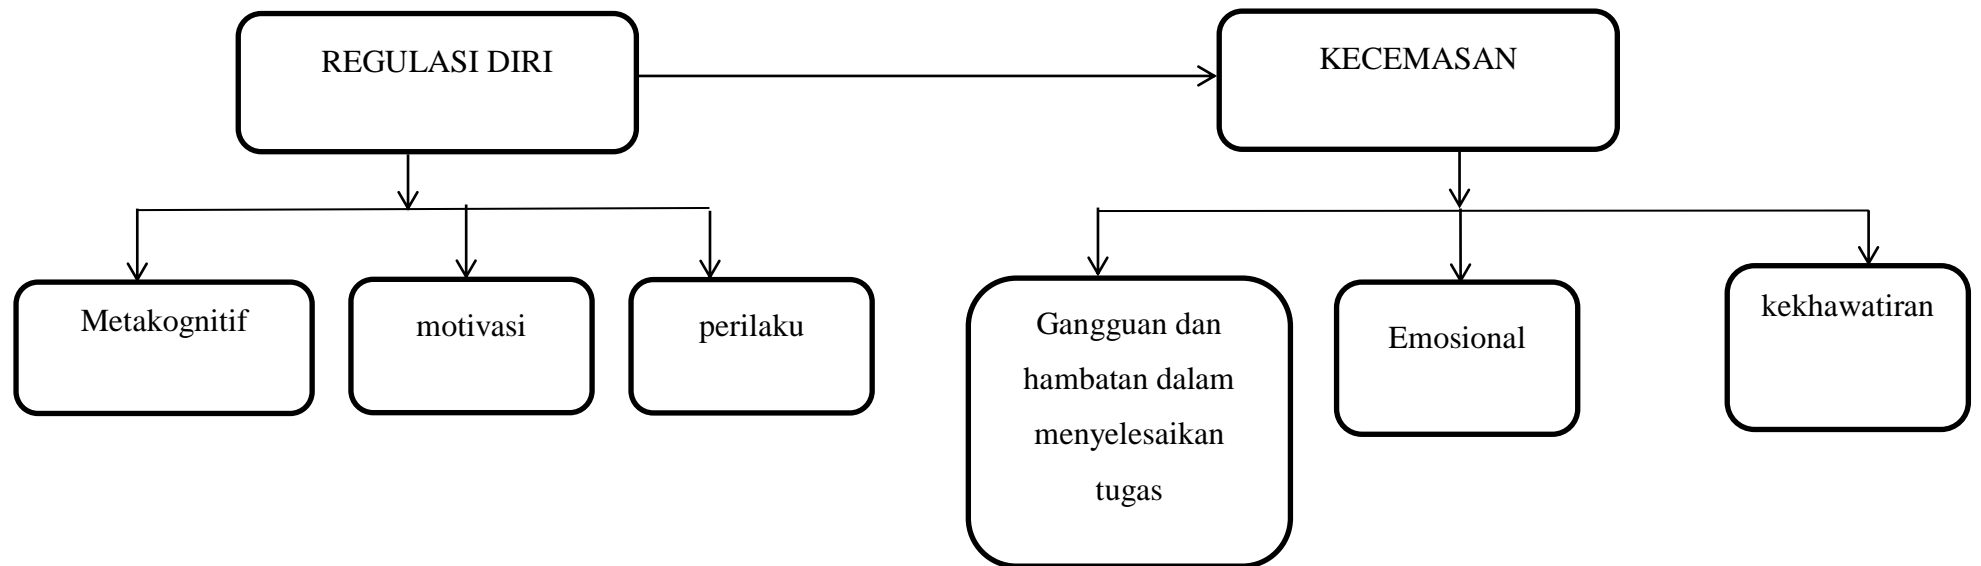 REGULASI DIRI
KECEMASAN
Metakognitif
motivasi
perilaku
Gangguan dan
hambatan dalam
menyelesaikan
tugas
Emosional
kekhawatiran